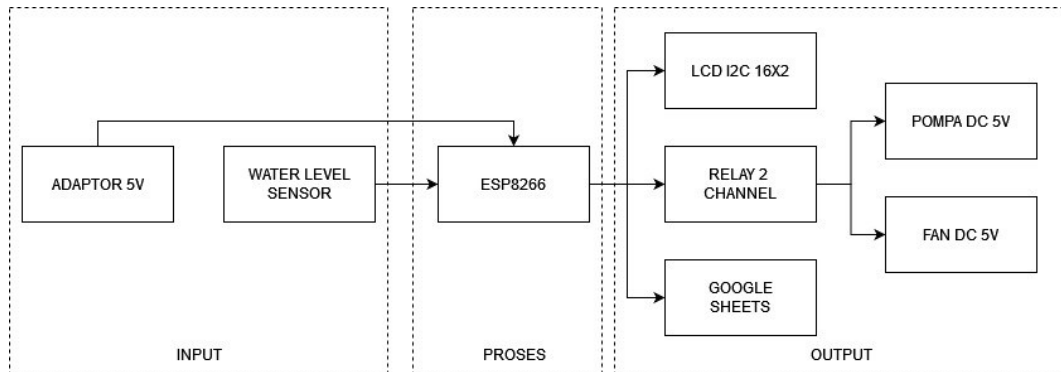 ADAPTOR 5V
WATER LEVEL
SENSOR
ESP8266
LCD I2C 16X2
RELAY 2
CHANNEL
GOOGLE
SHEETS
POMPA DC 5V
FAN DC 5V
INPUT
PROSES
OUTPUT